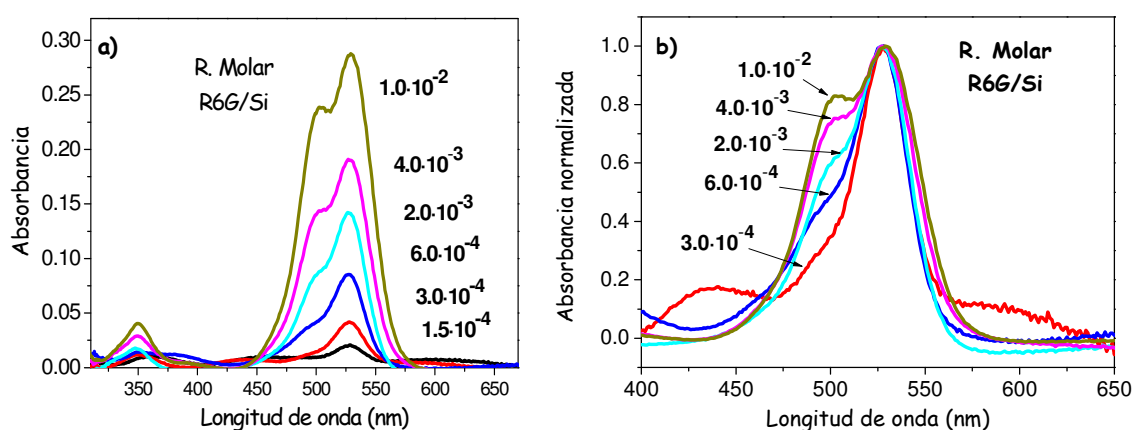 a)
R. Molar
R6G/Si
1.0·10-2
4.0·10-3
2.0·10-3
6.0·10-4
3.0·10-4
1.5·10-4
0.30
0.25
0.20
0.15
0.10
0.05
0.00
Absorbancia
350 400 450 500 550 600 650
Longitud de onda (nm)
b)
R. Molar
R6G/Si
1.0·10-2
4.0·10-3
2.0·10-3
6.0·10-4
3.0·10-4
1.0
0.8
0.6
0.4
0.2
0.0
Absorbancia normalizada
400 450 500 550 600 650
Longitud de onda (nm)